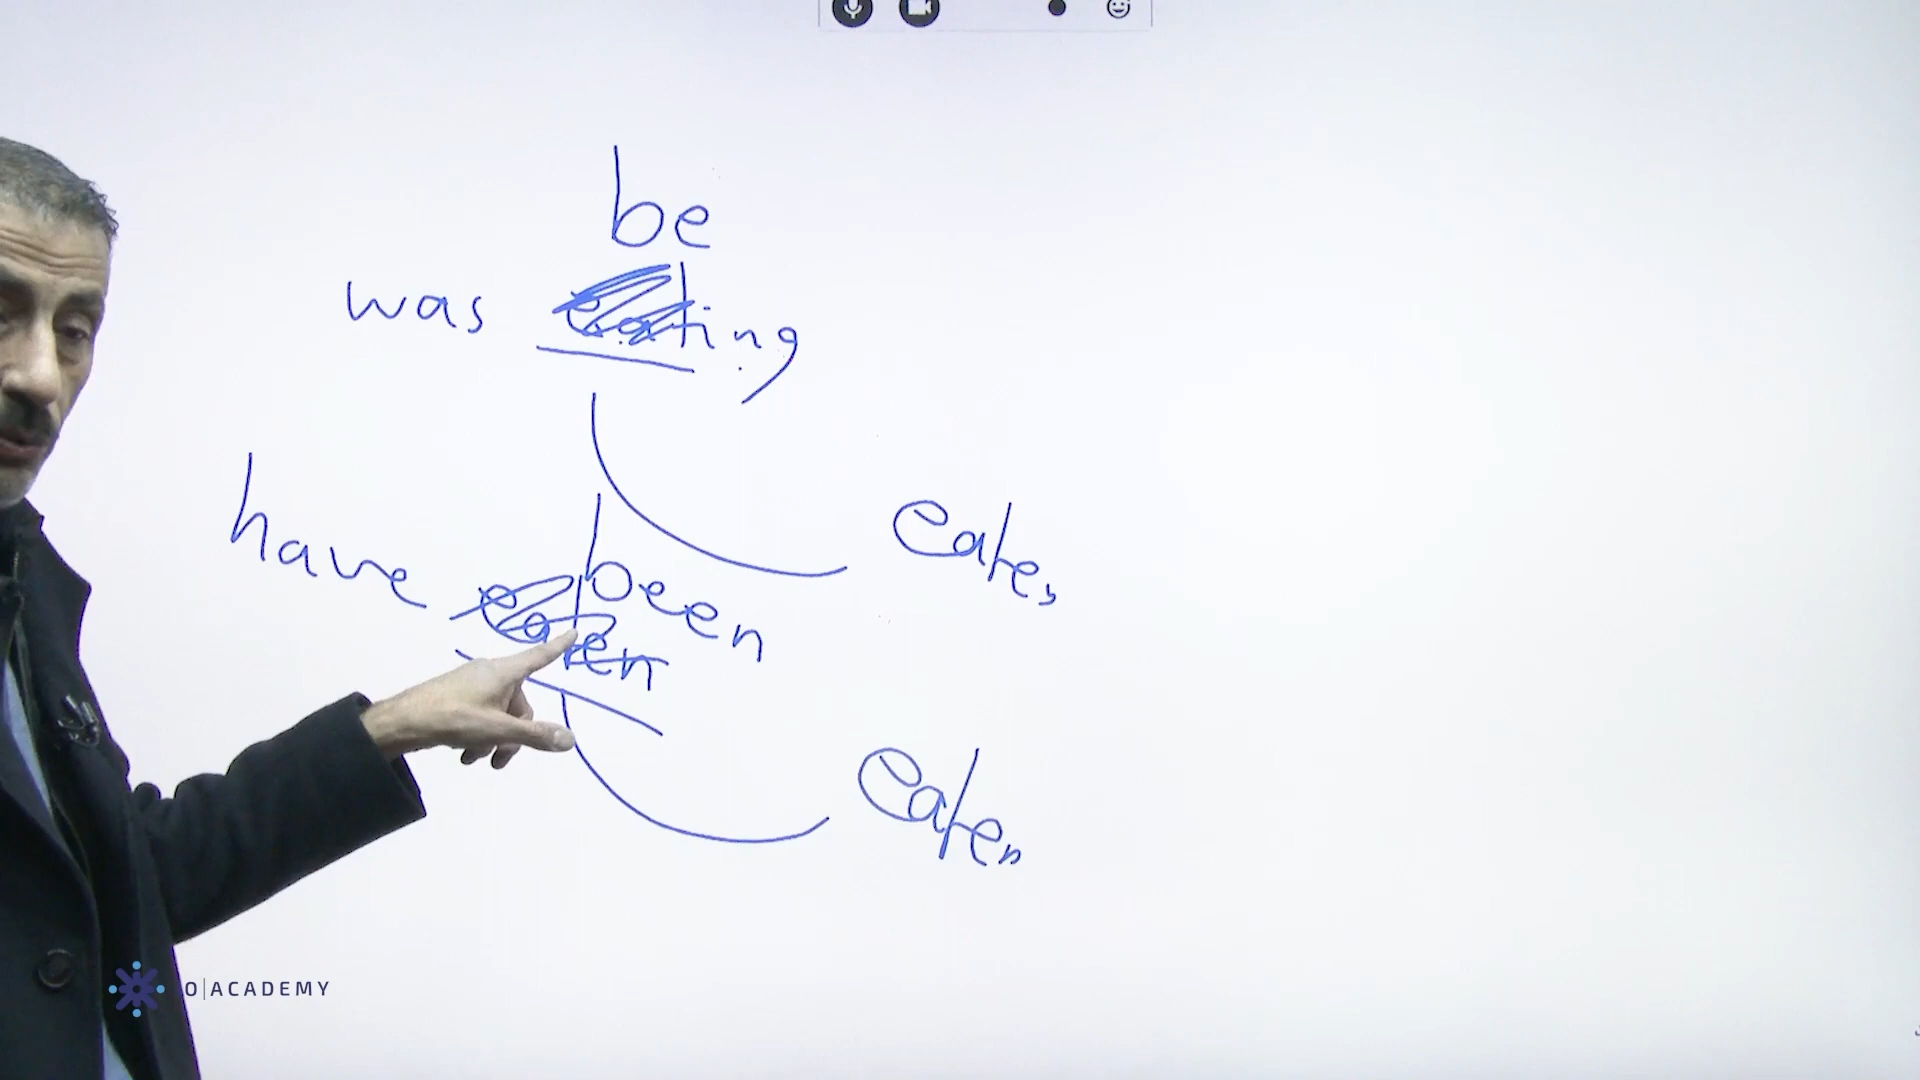 be
was eating
eaten
have eaten been
eaten
O|ACADEMY